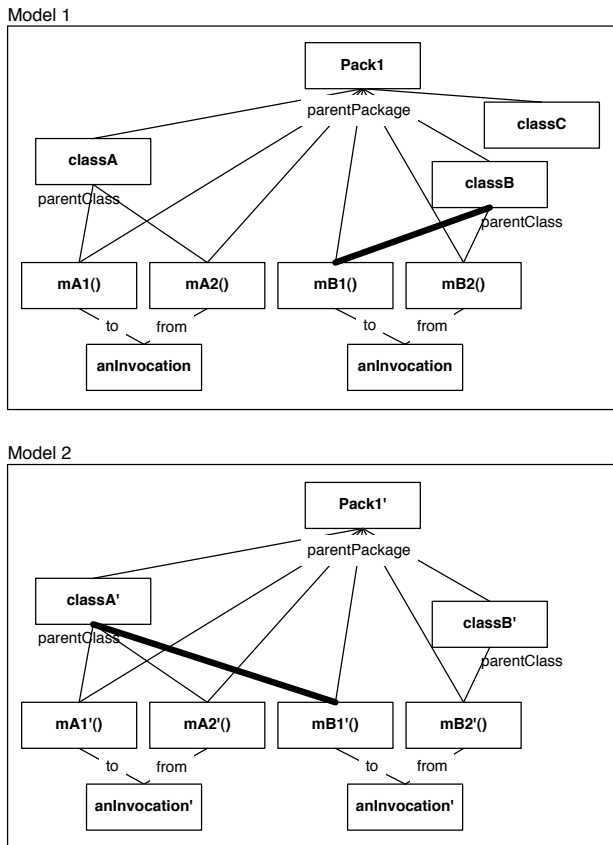 Model 1
Pack1
parentPackage
classC
classA
classB
parentClass
parentClass
mA1()
mA2()
mB1()
mB2()
to
from
to
from
anInvocation
anInvocation
Model 2
Pack1'
parentPackage
classA'
classB'
parentClass
parentClass
mA1'()
mA2'()
mB1'()
mB2'()
to
from
to
from
anInvocation'
anInvocation'